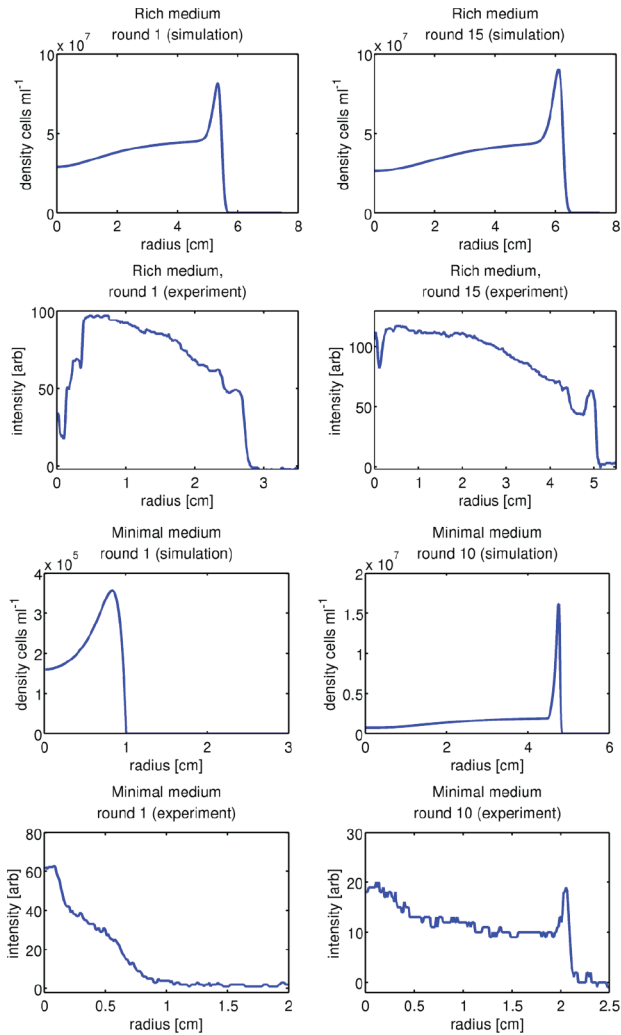 Rich medium
round 1 (simulation)
x 10^7
10
5
0
0 2 4 6 8
density cells ml^-1
radius [cm]
Rich medium
round 15 (simulation)
x 10^7
10
5
0
0 2 4 6 8
density cells ml^-1
radius [cm]
Rich medium,
round 1 (experiment)
100
50
0
0 1 2 3
intensity [arb]
radius [cm]
Rich medium,
round 15 (experiment)
100
50
0
0 1 2 3 4 5
intensity [arb]
radius [cm]
Minimal medium
round 1 (simulation)
x 10^5
4
3
2
1
0
0 1 2 3
density cells ml^-1
radius [cm]
Minimal medium
round 10 (simulation)
x 10^7
2
1.5
1
0.5
0
0 2 4 6
density cells ml^-1
radius [cm]
Minimal medium
round 1 (experiment)
80
60
40
20
0
0 0.5 1 1.5 2
intensity [arb]
radius [cm]
Minimal medium
round 10 (experiment)
30
20
10
0
0 0.5 1 1.5 2 2.5
intensity [arb]
radius [cm]